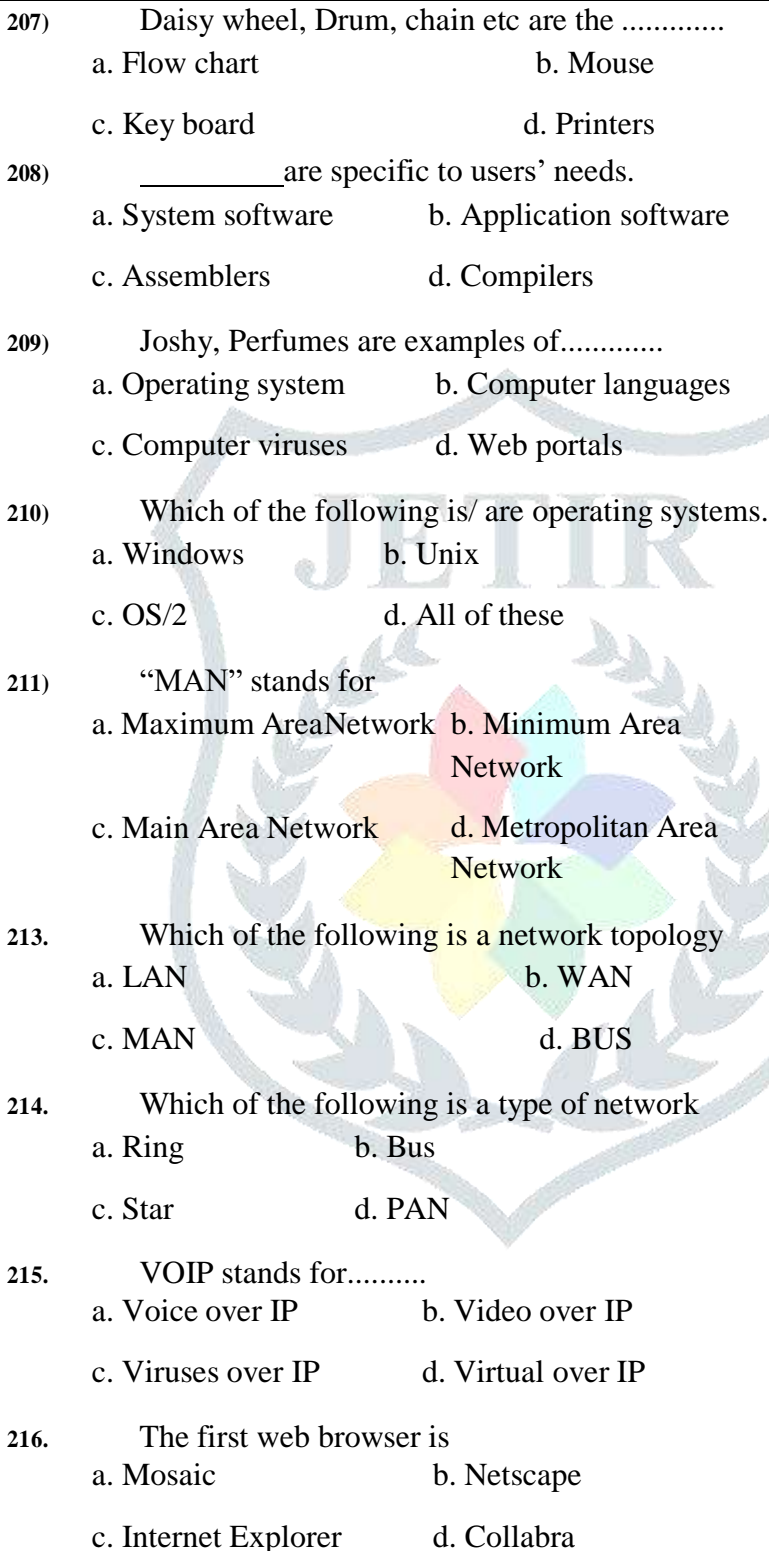 207) Daisy wheel, Drum, chain etc are the .............
a. Flow chart b. Mouse
c. Key board d. Printers
208) _________are specific to users’ needs.
a. System software b. Application software
c. Assemblers d. Compilers
209) Joshy, Perfumes are examples of.............
a. Operating system b. Computer languages
c. Computer viruses d. Web portals
210) Which of the following is/ are operating systems.
a. Windows b. Unix
c. OS/2 d. All of these
211) “MAN” stands for
a. Maximum AreaNetwork b. Minimum Area
Network
c. Main Area Network d. Metropolitan Area
Network
213. Which of the following is a network topology
a. LAN b. WAN
c. MAN d. BUS
214. Which of the following is a type of network
a. Ring b. Bus
c. Star d. PAN
215. VOIP stands for..........
a. Voice over IP b. Video over IP
c. Viruses over IP d. Virtual over IP
216. The first web browser is
a. Mosaic b. Netscape
c. Internet Explorer d. Collabra
JETIR